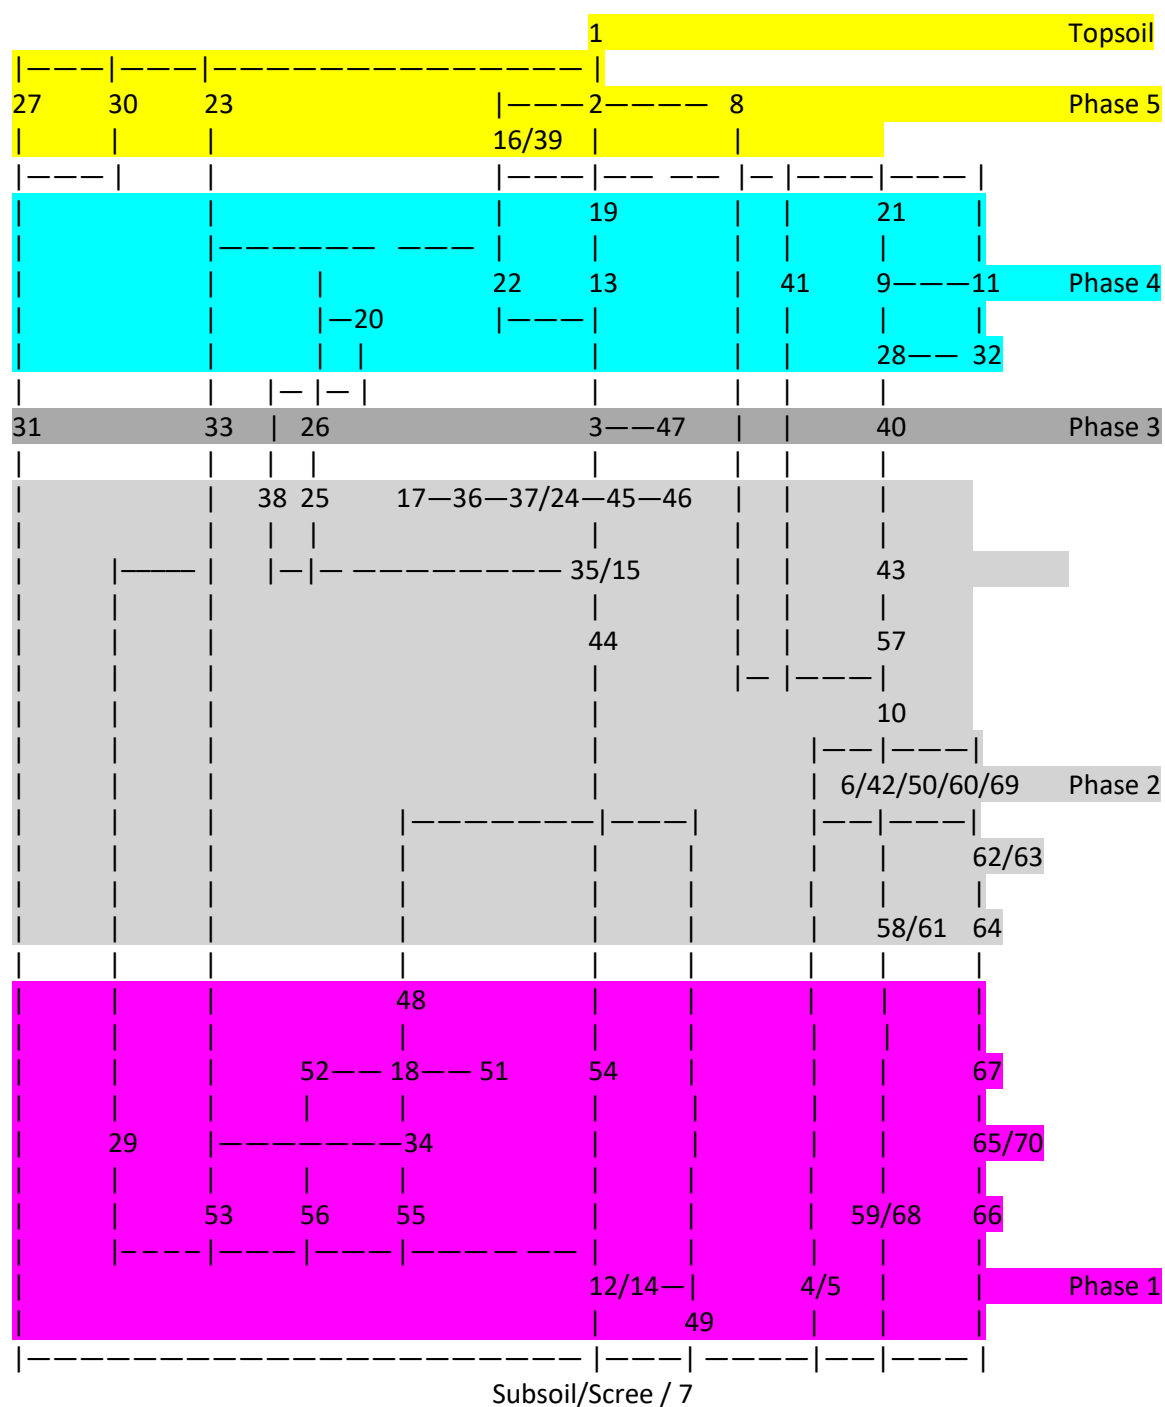 1 Topsoil
|———|———|—————————————— |
27 30 23 |———2———— 8 Phase 5
| | | 16/39 | |
|——— | | |———|—— —— |— |———|——— |
| | | 19 | | 21 |
| |—————— ——— | | | | | |
| | | 22 13 | 41 9———11 Phase 4
| | |—20 |———| | | | |
| | | | | | | 28—— 32
| | |— |— | | | | |
31 33 | 26 3——47 | | 40 Phase 3
| | | | | | | |
| | 38 25 17—36—37/24—45—46 | | |
| | | | | | | |
| |————— | |—|— ———————— 35/15 | | 43
| | | | | | |
| | | 44 | | 57
| | | | |— |———|
| | | | 10
| | | | |——|———|
| | | | | 6/42/50/60/69 Phase 2
| | | |———————|———| |——|———|
| | | | | | | | 62/63
| | | | | | | | |
| | | | | | | 58/61 64
| | | | | | | | |
| | | 48 | | | | |
| | | | | | | | |
| | | 52—— 18—— 51 54 | | | 67
| | | | | | | | | |
| 29 |———————34 | | | | 65/70
| | | | | | | | | |
| | 53 56 55 | | | 59/68 66
| |––––|———|———|———— —— | | | | |
| 12/14—| 4/5 | | Phase 1
| | 49 | | |
|—————————————————————|———| ————|——|——— |
Subsoil/Scree / 7